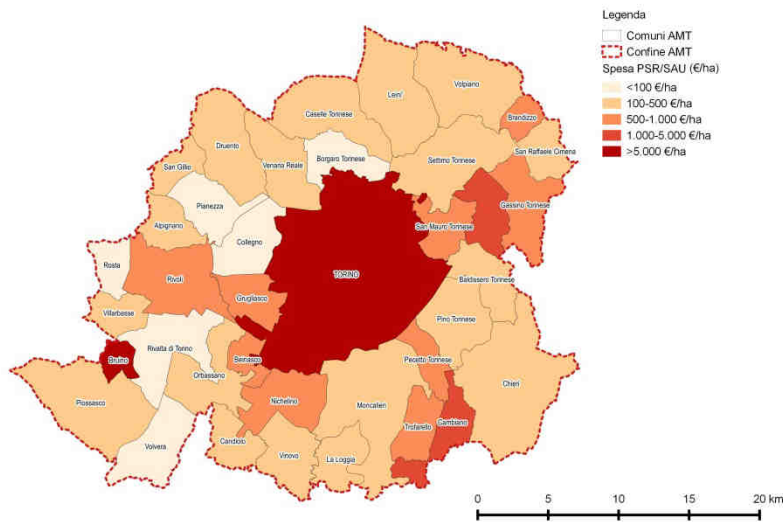 Legenda
Comuni AMT
Confine AMT
Spesa PSR/SAU (€/ha)
<100 €/ha
100-500 €/ha
500-1.000 €/ha
1.000-5.000 €/ha
>5.000 €/ha
Volpiano
Leinì
Brandizzo
Caselle Torinese
Druento
San Raffaele Cimena
Borgaro Torinese
Settimo Torinese
Venaria Reale
San Gillio
Pianezza
Gassino Torinese
Alpignano
San Mauro Torinese
Collegno
Rosta
Rivoli
TORINO
Baldissero Torinese
Grugliasco
Villarbasse
Pino Torinese
Rivalta di Torino
Bruino
Beinasco
Pecetto Torinese
Orbassano
Chieri
Piossasco
Nichelino
Moncalieri
Trofarello
Cambiano
Candiolo
Volvera
Vinovo
La Loggia
0 5 10 15 20 km